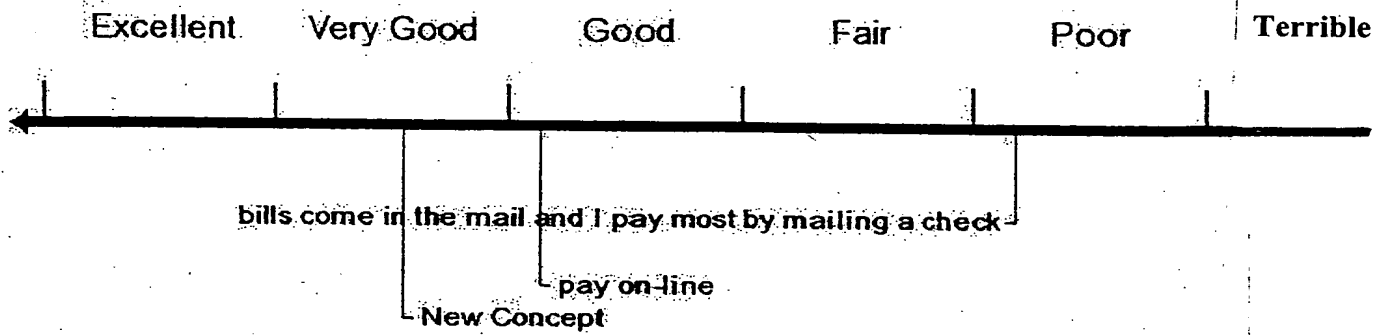 Excellent Very Good Good Fair Poor Terrible
bills come in the mail and I pay most by mailing a check
pay on-line
New Concept